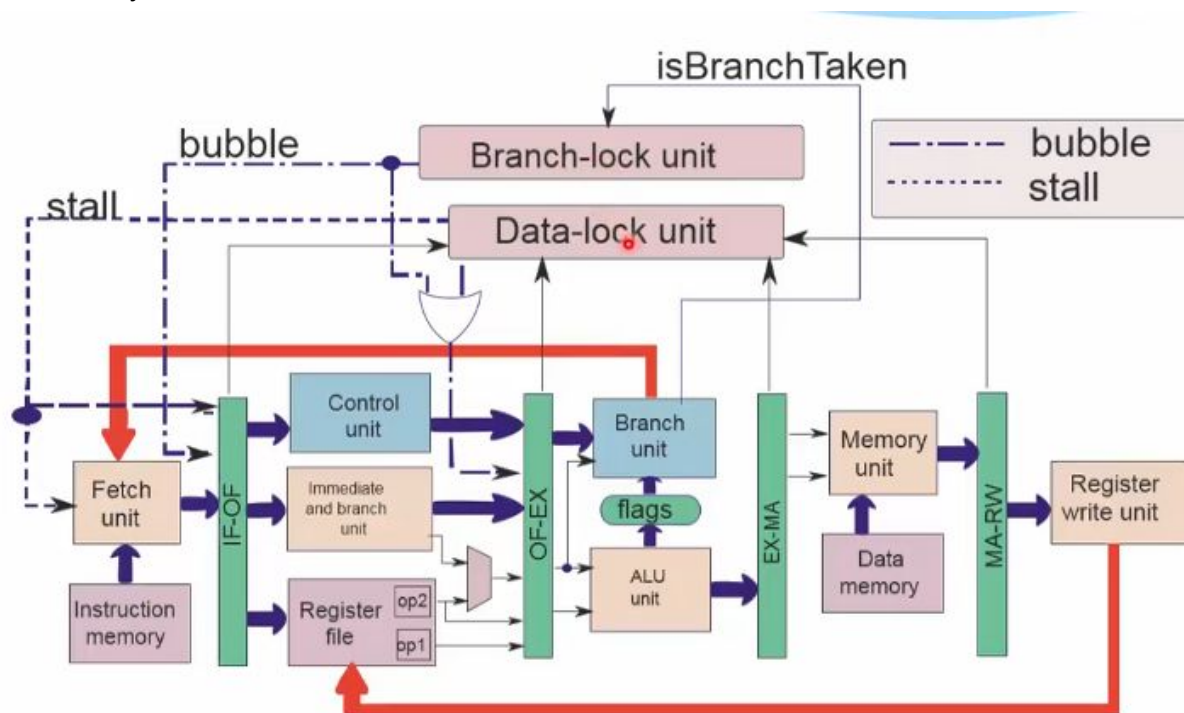 isBranchTaken
bubble
Branch-lock unit
bubble
stall
stall
Data-lock unit
Control
unit
Branch
unit
Memory
unit
Fetch
unit
Immediate
and branch
unit
flags
Register
write unit
IF-OF
OF-EX
EX-MA
MA-RW
Instruction
memory
Register
file
op2
op1
ALU
unit
Data
memory